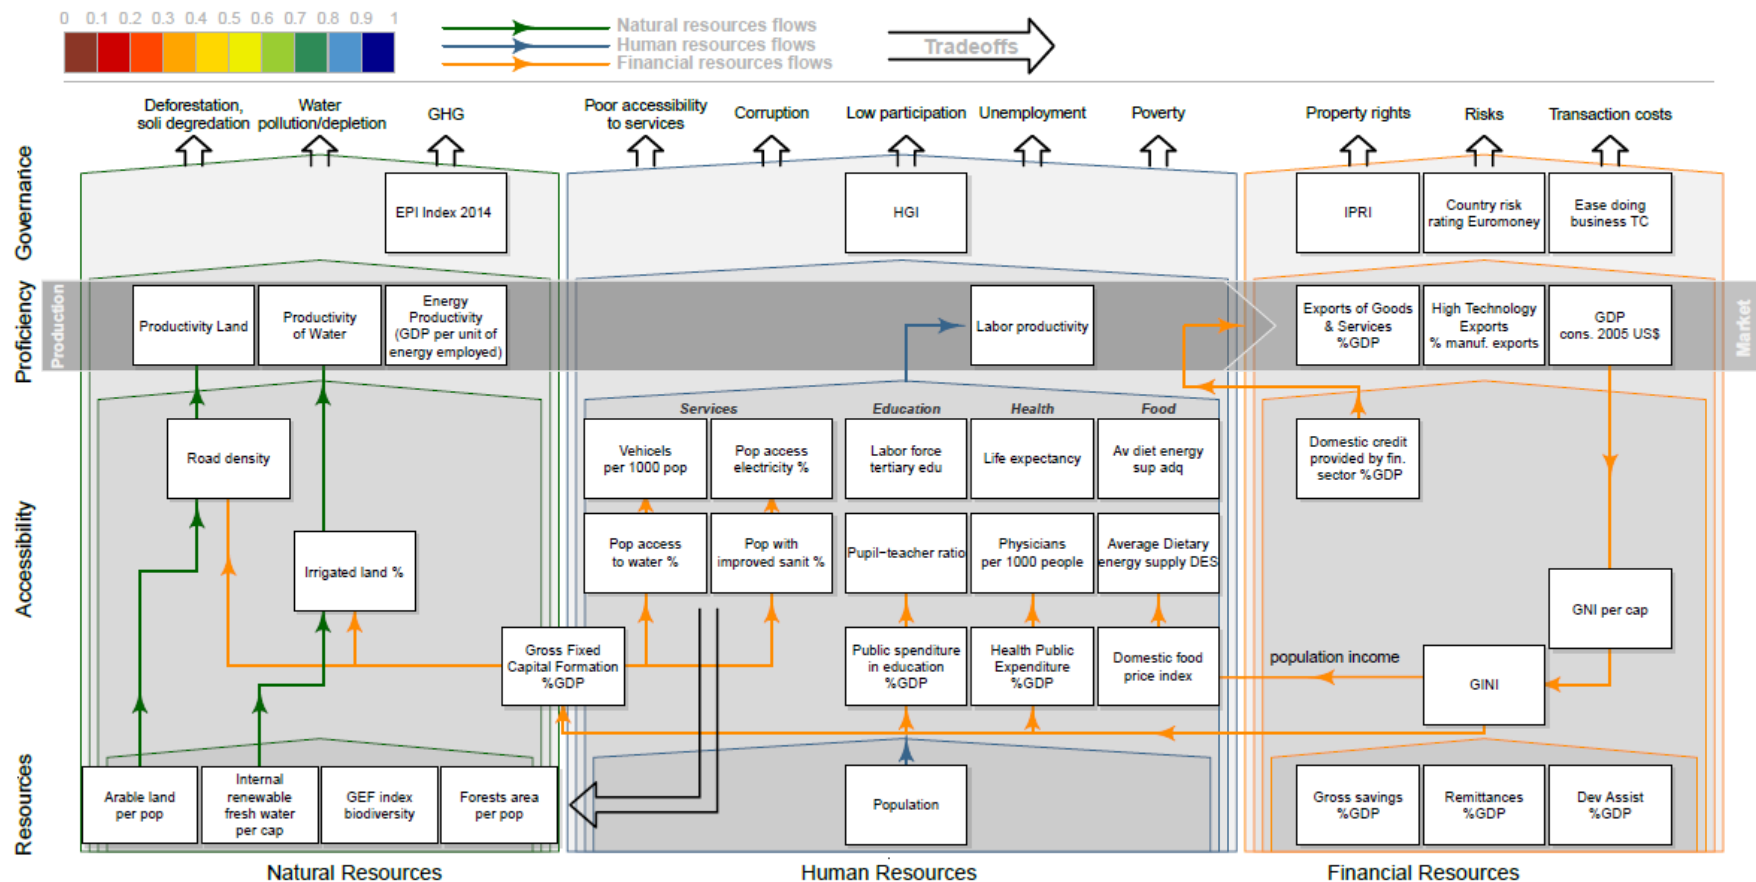 0 0.1 0.2 0.3 0.4 0.5 0.6 0.7 0.8 0.9 1
Natural resources flows
Human resources flows
Financial resources flows
Tradeoffs
Deforestation,
soli degredation
Water
pollution/depletion
GHG
Poor accessibility
to services
Corruption
Low participation
Unemployment
Poverty
Property rights
Risks
Transaction costs
Governance
EPI Index 2014
HGI
IPRI
Country risk
rating Euromoney
Ease doing
business TC
Proficiency
Production
Productivity Land
Productivity
of Water
Energy
Productivity
(GDP per unit of
energy employed)
Labor productivity
Exports of Goods
& Services
%GDP
High Technology
Exports
% manuf. exports
GDP
cons. 2005 US$
Market
Accessibility
Services
Education
Health
Food
Road density
Vehicels
per 1000 pop
Pop access
electricity %
Labor force
tertiary edu
Life expectancy
Av diet energy
sup adq
Domestic credit
provided by fin.
sector %GDP
Irrigated land %
Pop access
to water %
Pop with
improved sanit %
Pupil-teacher ratio
Physicians
per 1000 people
Average Dietary
energy supply DES
GNI per cap
Gross Fixed
Capital Formation
%GDP
Public spenditure
in education
%GDP
Health Public
Expenditure
%GDP
Domestic food
price index
population income
GINI
Resources
Arable land
per pop
Internal
renewable
fresh water
per cap
GEF index
biodiversity
Forests area
per pop
Population
Gross savings
%GDP
Remittances
%GDP
Dev Assist
%GDP
Natural Resources
Human Resources
Financial Resources